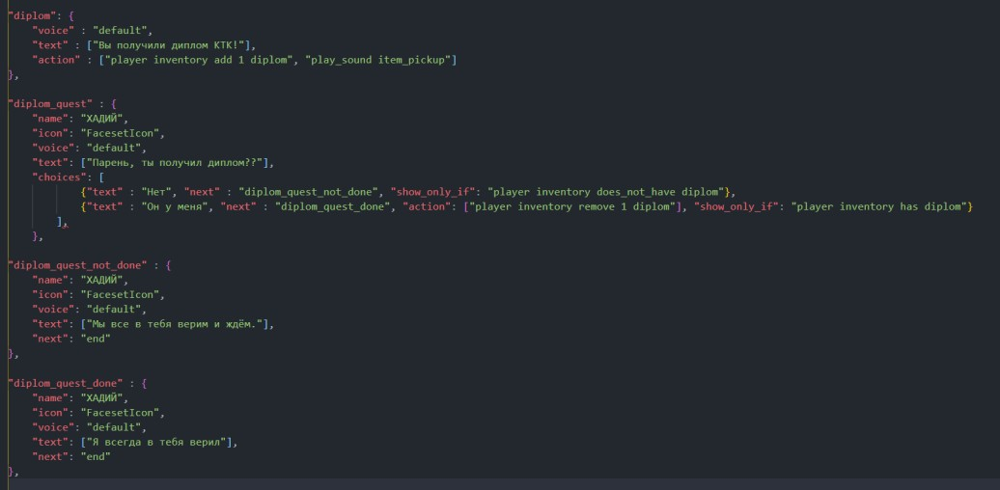 "diplom": {
"voice" : "default",
"text" : ["Вы получили диплом КТК!"],
"action" : ["player inventory add 1 diplom", "play_sound item_pickup"]
},
"diplom_quest" : {
"name": "ХАДИЙ",
"icon": "FacesetIcon",
"voice": "default",
"text": ["Парень, ты получил диплом??"],
"choices": [
{"text" : "Нет", "next" : "diplom_quest_not_done", "show_only_if": "player inventory does_not_have diplom"},
{"text" : "Он у меня", "next" : "diplom_quest_done", "action": ["player inventory remove 1 diplom"], "show_only_if": "player inventory has diplom"}
],
},
"diplom_quest_not_done" : {
"name": "ХАДИЙ",
"icon": "FacesetIcon",
"voice": "default",
"text": ["Мы все в тебя верим и ждём."],
"next": "end"
},
"diplom_quest_done" : {
"name": "ХАДИЙ",
"icon": "FacesetIcon",
"voice": "default",
"text": ["Я всегда в тебя верил"],
"next": "end"
},